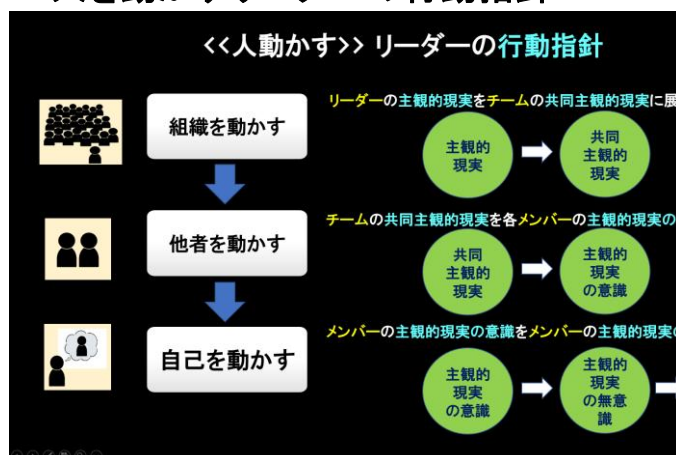 <<人動かす>> リーダーの行動指針
組織を動かす
リーダーの主観的現実をチームの共同主観的現実に展
主観的
現実
共同
主観的
現実
他者を動かす
チームの共同主観的現実を各メンバーの主観的現実の
共同
主観的
現実
主観的
現実
の意識
自己を動かす
メンバーの主観的現実の意識をメンバーの主観的現実の
主観的
現実
の意識
主観的
現実
の無意
識